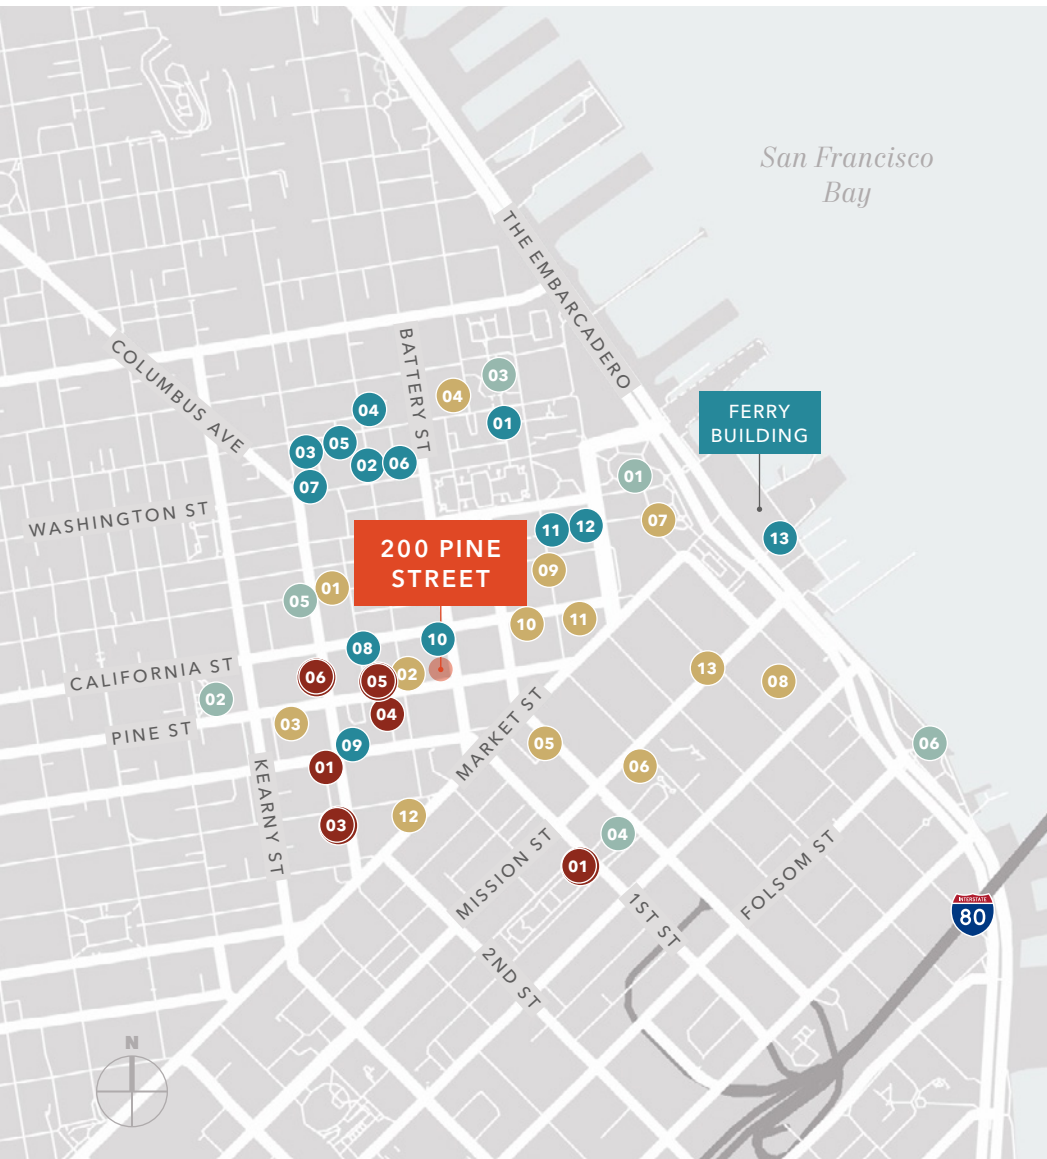 San Francisco
Bay
THE EMBARCADERO
BATTERY ST
COLUMBUS AVE
03
04
04
01
05
03
02
06
07
FERRY
BUILDING
01
WASHINGTON ST
07
11
12
13
200 PINE
STREET
09
01
05
10
11
10
08
CALIFORNIA ST
06
05
02
13
08
02
04
03
PINE ST
09
MARKET ST
05
06
01
06
KEARNY ST
12
03
04
MISSION ST
01
FOLSOM ST
1ST ST
INTERSTATE
80
2ND ST
N